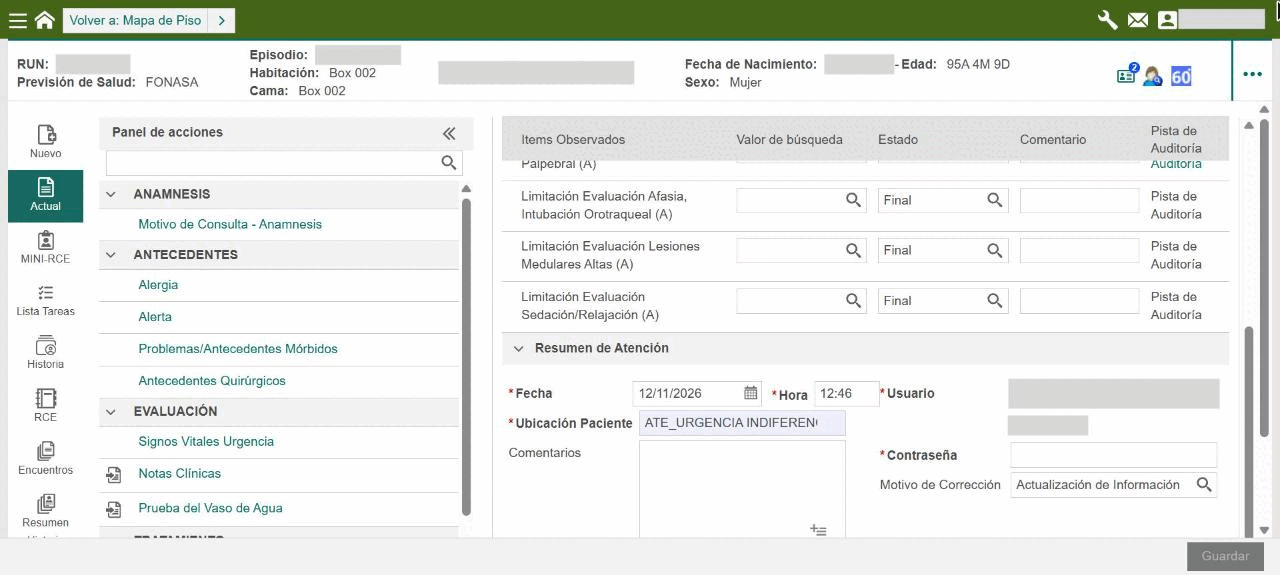 Volver a: Mapa de Piso
RUN:
Previsión de Salud: FONASA
Episodio:
Habitación: Box 002
Cama: Box 002
Fecha de Nacimiento: - Edad: 95A 4M 9D
Sexo: Mujer
2
60
Nuevo
Actual
MINI-RCE
Lista Tareas
Historia
RCE
Encuentros
Resumen
Panel de acciones
ANAMNESIS
Motivo de Consulta - Anamnesis
ANTECEDENTES
Alergia
Alerta
Problemas/Antecedentes Mórbidos
Antecedentes Quirúrgicos
EVALUACIÓN
Signos Vitales Urgencia
Notas Clínicas
Prueba del Vaso de Agua
TRATAMIENTO
Items Observados Valor de búsqueda Estado Comentario Pista de Auditoría
Palpebral (A) Auditoría
Limitación Evaluación Afasia, Intubación Orotraqueal (A) Final Pista de Auditoría
Limitación Evaluación Lesiones Medulares Altas (A) Final Pista de Auditoría
Limitación Evaluación Sedación/Relajación (A) Final Pista de Auditoría
Resumen de Atención
*Fecha 12/11/2026 *Hora 12:46 *Usuario
*Ubicación Paciente ATE_URGENCIA INDIFEREN
Comentarios
*Contraseña
Motivo de Corrección Actualización de Información
Guardar